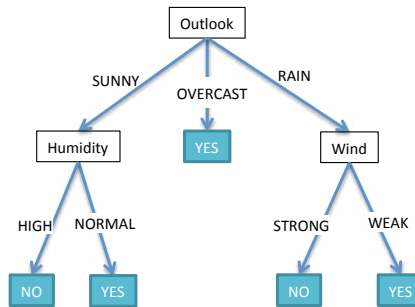 Outlook
SUNNY
OVERCAST
RAIN
Humidity
YES
Wind
HIGH
NORMAL
STRONG
WEAK
NO
YES
NO
YES